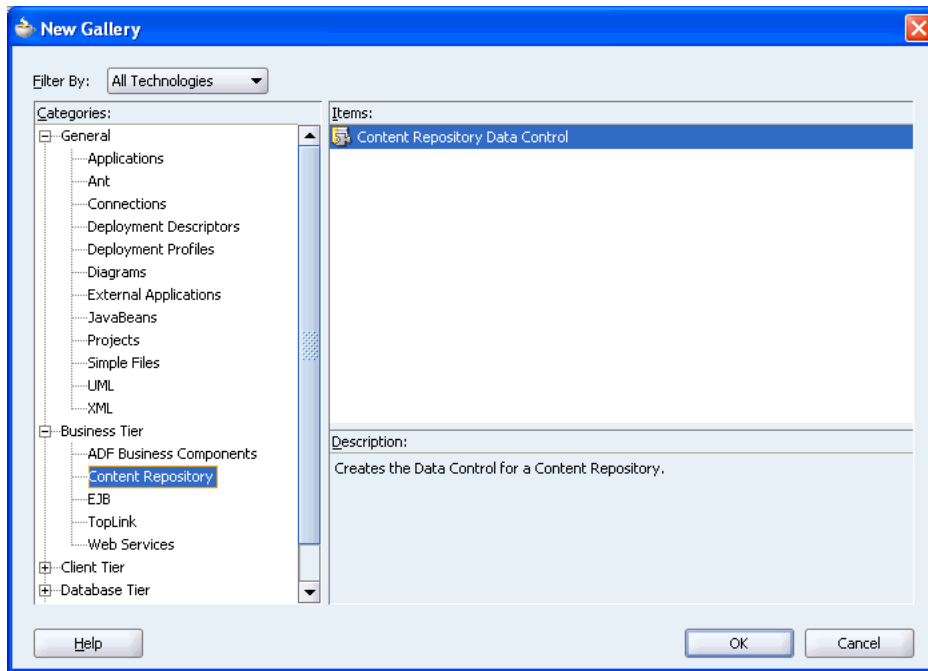 New Gallery
Filter By: All Technologies
Categories:
General
Applications
Ant
Connections
Deployment Descriptors
Deployment Profiles
Diagrams
External Applications
JavaBeans
Projects
Simple Files
UML
XML
Business Tier
ADF Business Components
Content Repository
EJB
TopLink
Web Services
Client Tier
Database Tier
Items:
Content Repository Data Control
Description:
Creates the Data Control for a Content Repository.
Help
OK
Cancel